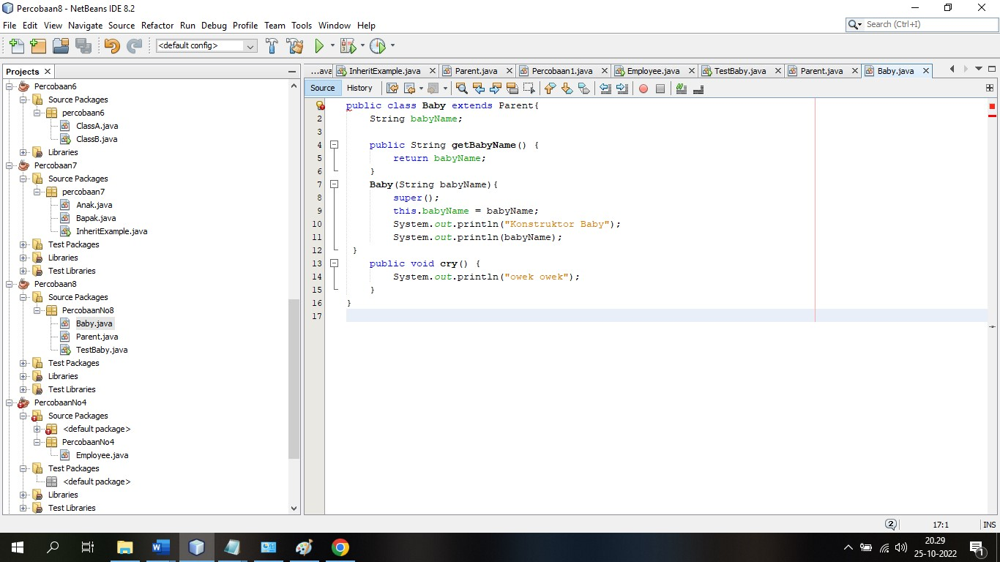 Percobaan8 - NetBeans IDE 8.2
File Edit View Navigate Source Refactor Run Debug Profile Team Tools Window Help
Search (Ctrl+I)
<default config>
Projects
Percobaan6
Source Packages
percobaan6
ClassA.java
ClassB.java
Libraries
Percobaan7
Source Packages
percobaan7
Anak.java
Bapak.java
InheritExample.java
Test Packages
Libraries
Test Libraries
Percobaan8
Source Packages
PercobaanNo8
Baby.java
Parent.java
TestBaby.java
Test Packages
Libraries
Test Libraries
PercobaanNo4
Source Packages
<default package>
PercobaanNo4
Employee.java
Test Packages
<default package>
Libraries
Test Libraries
...ava InheritExample.java Parent.java Percobaan1.java Employee.java TestBaby.java Parent.java Baby.java
Source History
public class Baby extends Parent{
2 String babyName;
3
4 public String getBabyName() {
5 return babyName;
6 }
7 Baby(String babyName){
8 super();
9 this.babyName = babyName;
10 System.out.println("Konstruktor Baby");
11 System.out.println(babyName);
12 }
13 public void cry() {
14 System.out.println("owek owek");
15 }
16 }
17
2 17:1 INS
20.29
25-10-2022
1